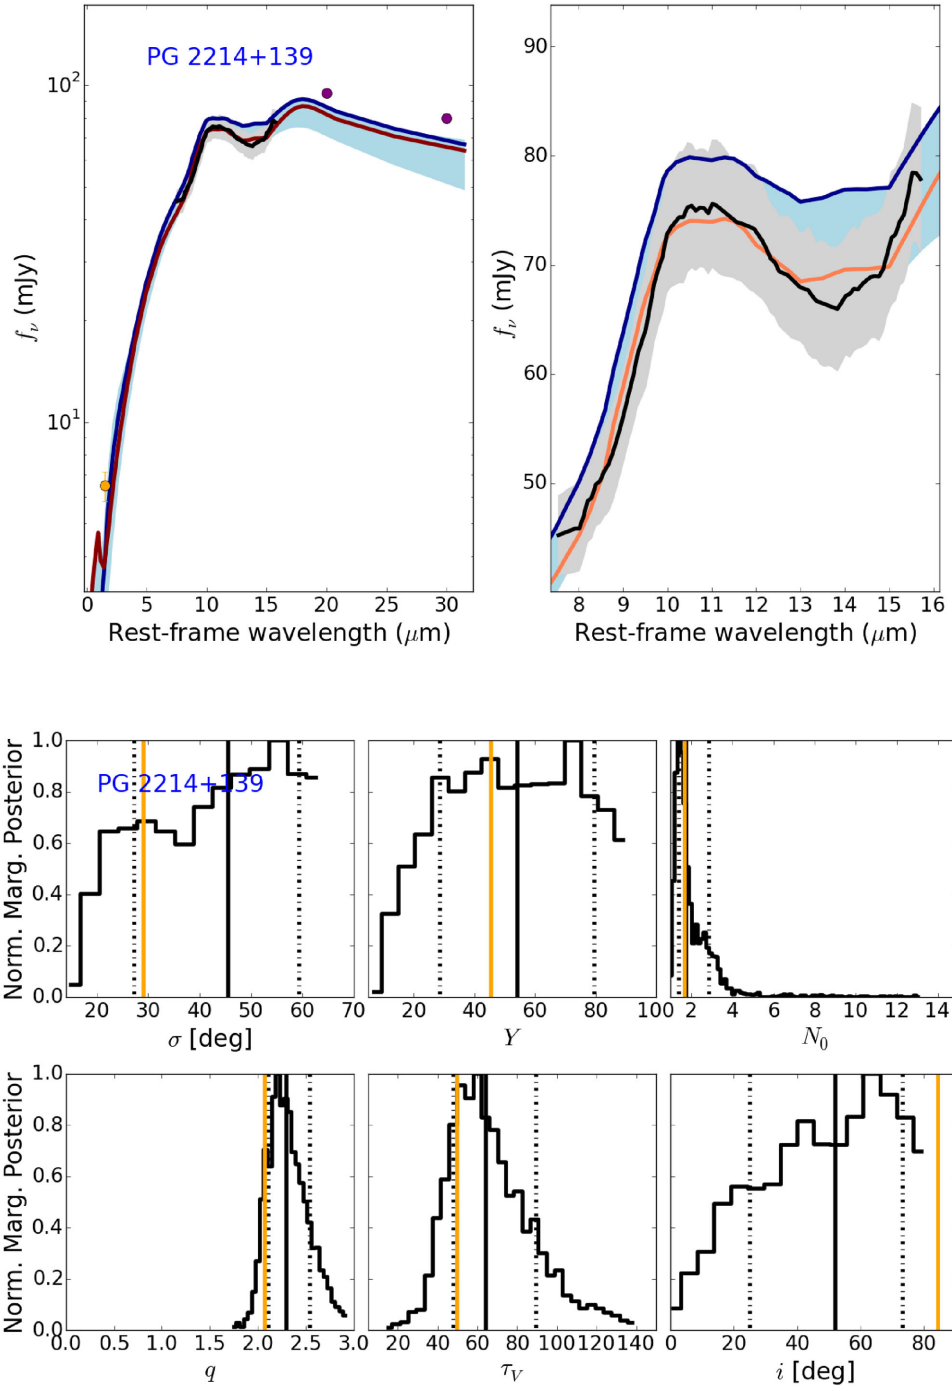 PG 2214+139
10²
10¹
f_ν (mJy)
0 5 10 15 20 25 30
Rest-frame wavelength (μm)
90
80
70
60
50
f_ν (mJy)
8 9 10 11 12 13 14 15 16
Rest-frame wavelength (μm)
Norm. Marg. Posterior
1.0
0.8
0.6
0.4
0.2
0.0
PG 2214+139
20 30 40 50 60 70
σ [deg]
0 20 40 60 80 100
Y
0 2 4 6 8 10 12 14
N₀
Norm. Marg. Posterior
1.0
0.8
0.6
0.4
0.2
0.0
0.0 0.5 1.0 1.5 2.0 2.5 3.0
q
0 20 40 60 80 100 120 140
τ_V
0 20 40 60 80
i [deg]